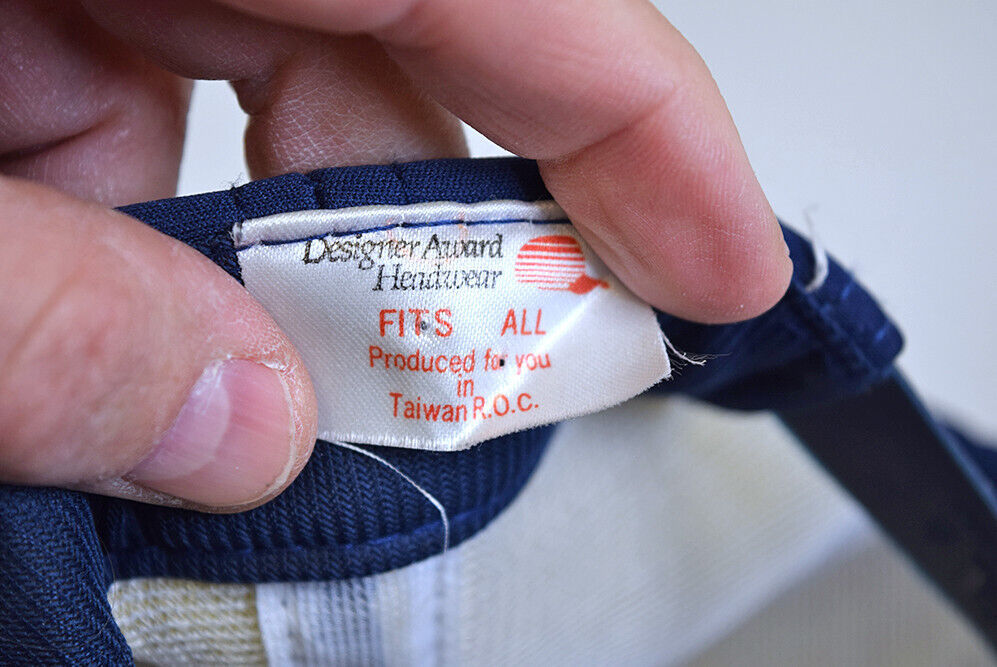 Designer Award
Headwear
FITS ALL
Produced for you
in
Taiwan R.O.C.